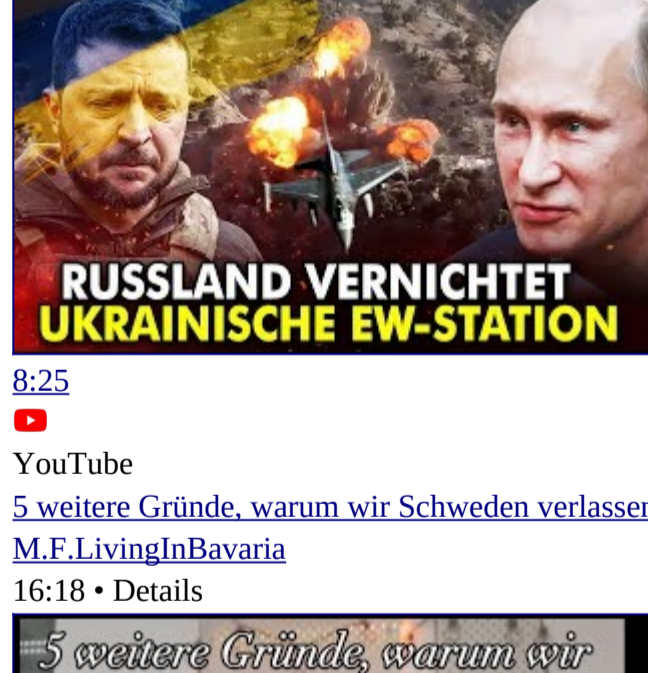 RUSSLAND VERNICHTET
UKRAINISCHE EW-STATION
8:25
YouTube
5 weitere Gründe, warum wir Schweden verlassen
M.F.LivingInBavaria
16:18 • Details
5 weitere Gründe, warum wir